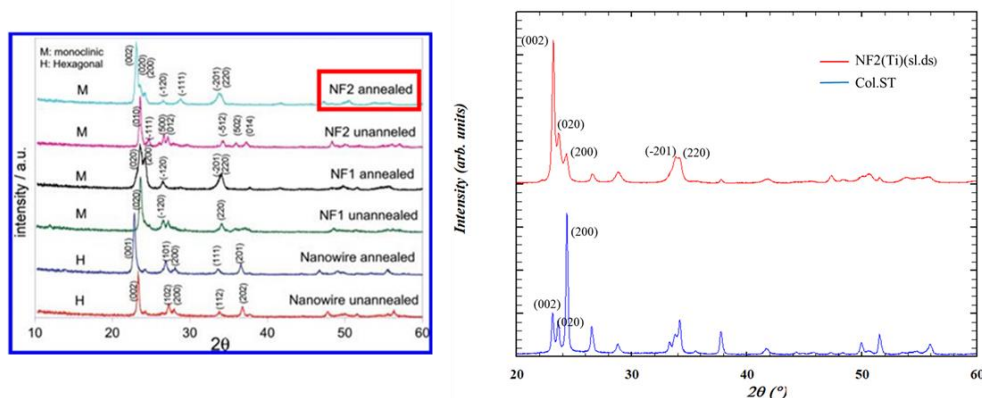 M: monoclinic
H: Hexagonal
(002)
(020)
(200)
(-120)
(-111)
(-201)
(220)
M
NF2 annealed
(010)
(-111)
(500)
(012)
(-512)
(502)
(014)
M
NF2 unanneled
(020)
(200)
(-120)
(-201)
(220)
M
NF1 annealed
(020)
(-120)
(220)
M
NF1 unannealed
(001)
(101)
(200)
(111)
(201)
H
Nanowire annealed
(002)
(102)
(200)
(112)
(202)
H
Nanowire unannealed
intensity / a.u.
10 20 30 40 50 60
2θ
(002)
(020)
(200)
(-201)
(220)
NF2(Ti)(sl.ds)
Col.ST
(200)
(002)
(020)
Intensity (arb. units)
20 30 40 50 60
2θ (°)